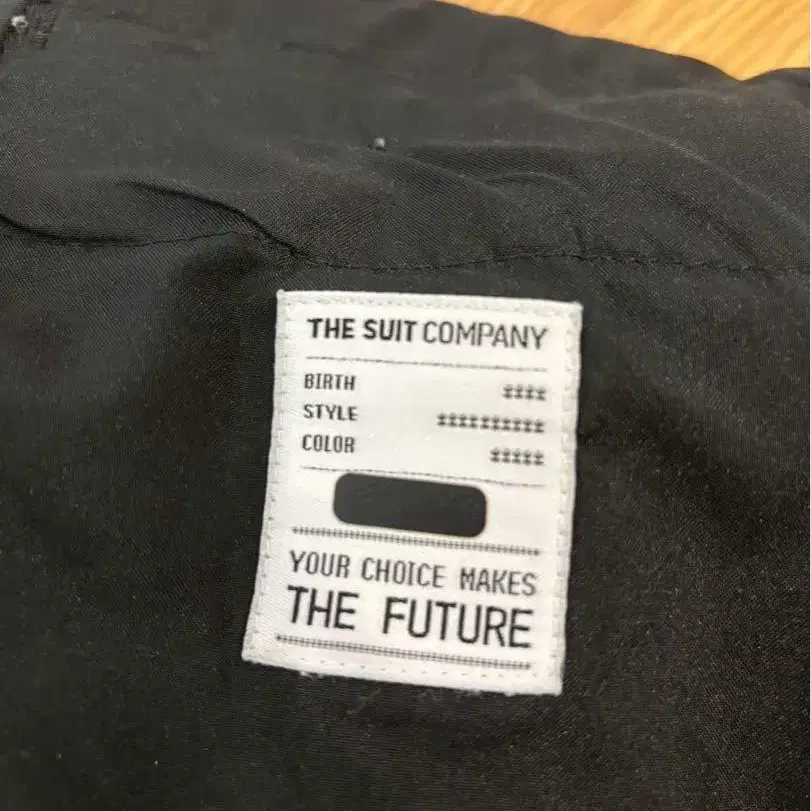 THE SUIT COMPANY
BIRTH ****
STYLE **********
COLOR *****
YOUR CHOICE MAKES
THE FUTURE